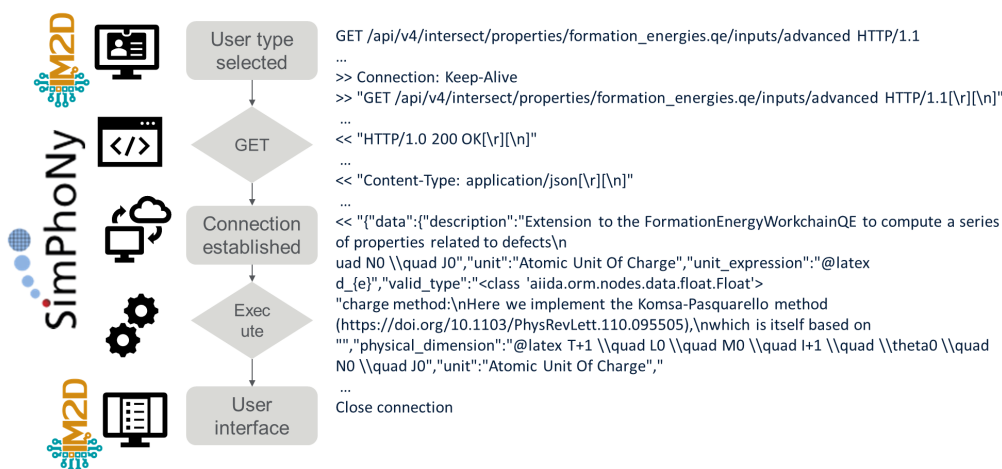 IM2D
User type
selected
GET /api/v4/intersect/properties/formation_energies.qe/inputs/advanced HTTP/1.1
...
>> Connection: Keep-Alive
>> "GET /api/v4/intersect/properties/formation_energies.qe/inputs/advanced HTTP/1.1[\r][\n]"
...
</>
GET
<< "HTTP/1.0 200 OK[\r][\n]"
...
<< "Content-Type: application/json[\r][\n]"
...
SimPhoNy
Connection
established
<< "{"data":{"description":"Extension to the FormationEnergyWorkchainQE to compute a series
of properties related to defects\n
uad N0 \\quad J0","unit":"Atomic Unit Of Charge","unit_expression":"@latex
d_{e}","valid_type":"<class 'aiida.orm.nodes.data.float.Float'>
Exec
ute
"charge method:\nHere we implement the Komsa-Pasquarello method
(https://doi.org/10.1103/PhysRevLett.110.095505),\nwhich is itself based on
"","physical_dimension":"@latex T+1 \\quad L0 \\quad M0 \\quad I+1 \\quad \\theta0 \\quad
N0 \\quad J0","unit":"Atomic Unit Of Charge","
...
IM2D
User
interface
Close connection